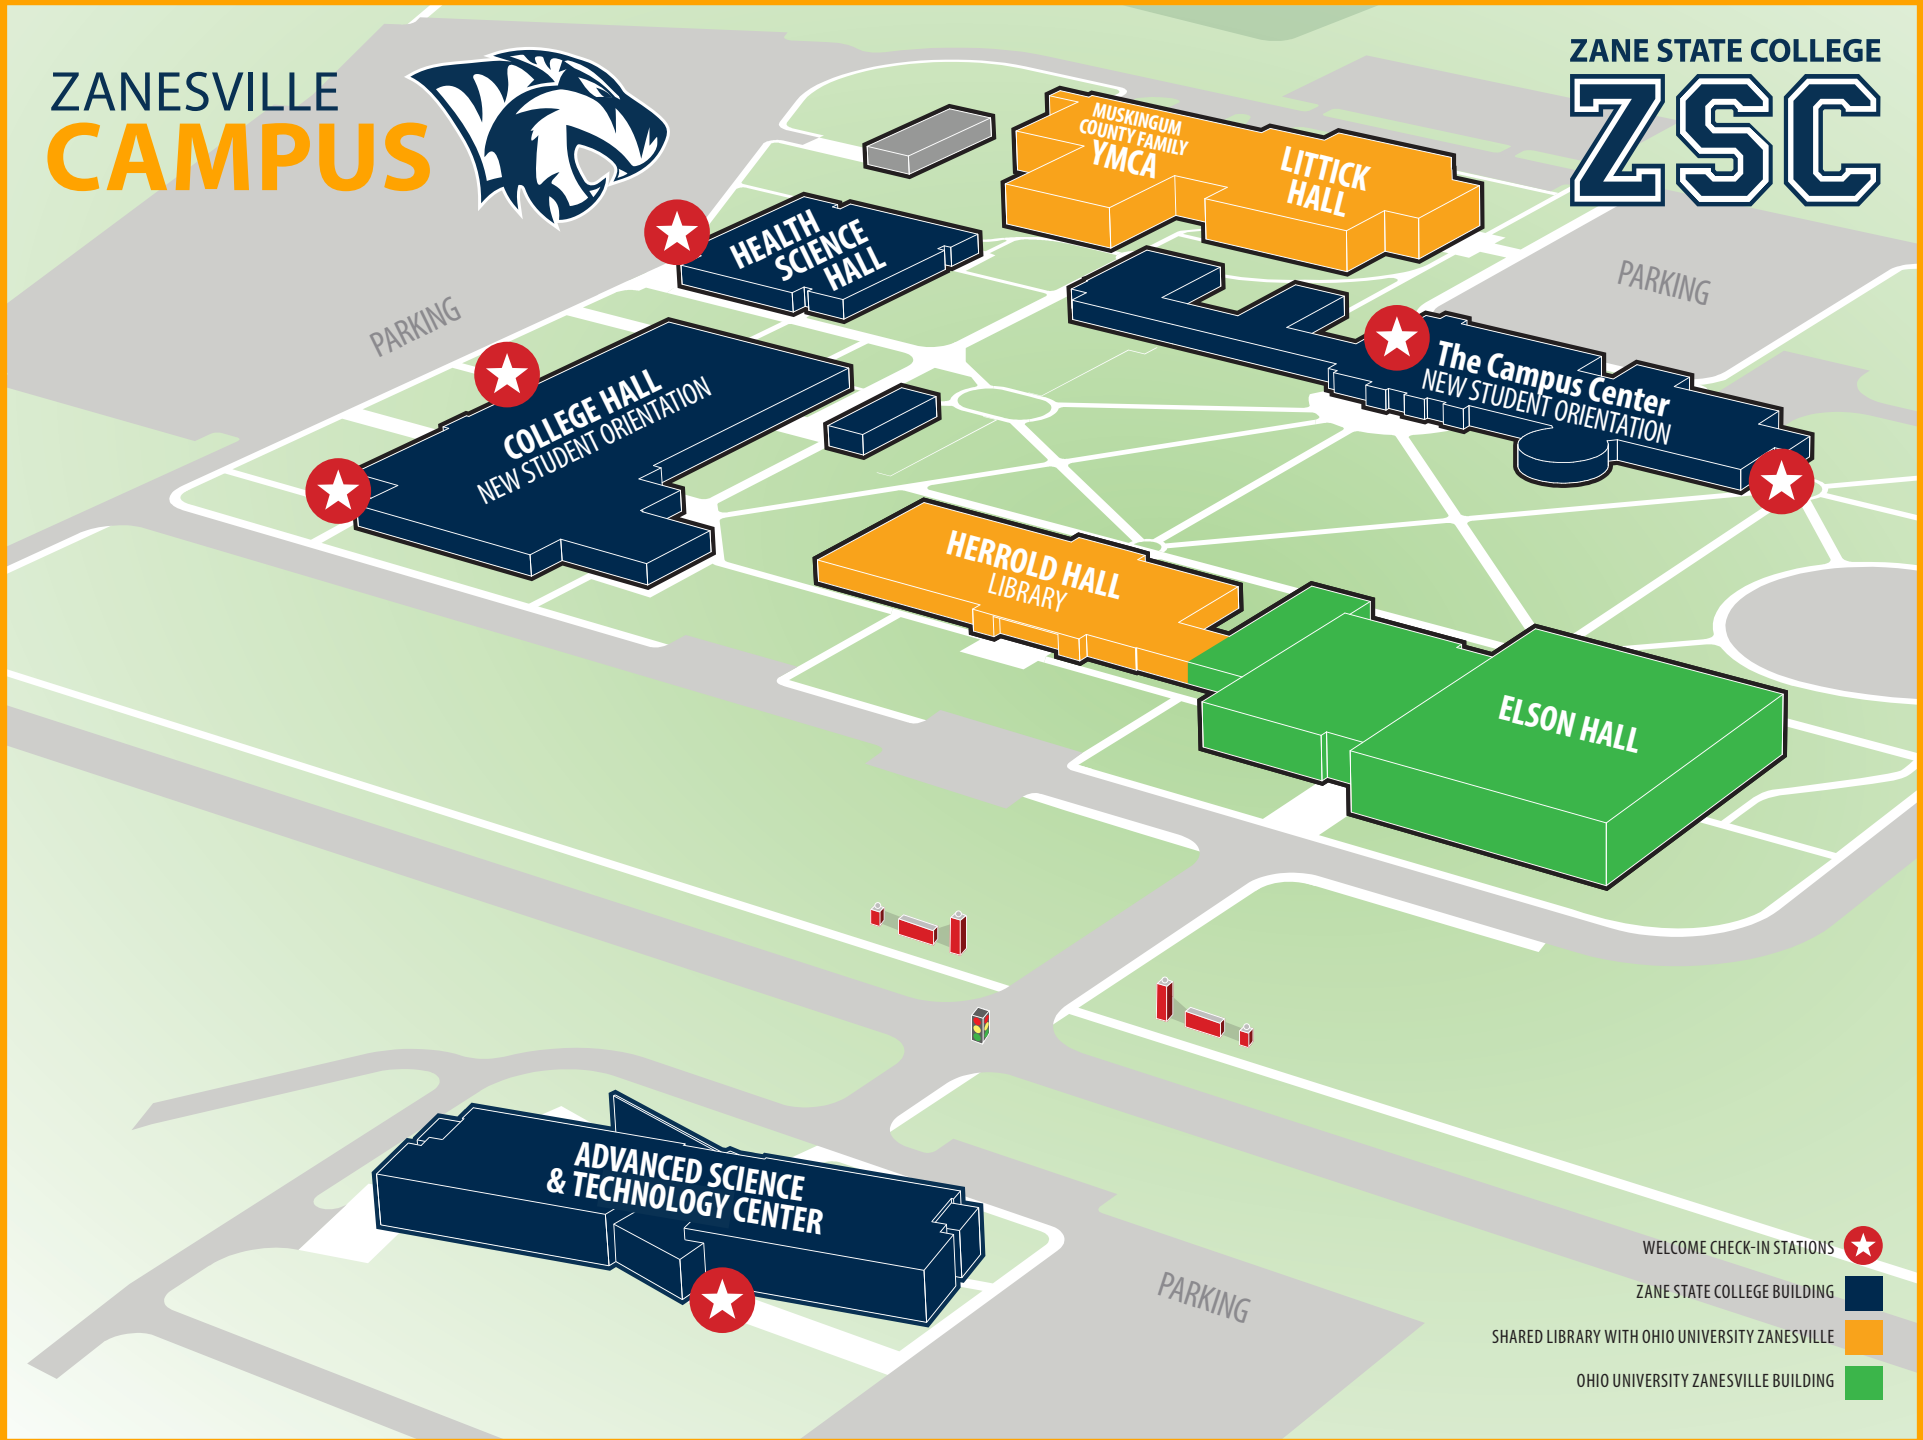 ZANESVILLE
CAMPUS
ZANE STATE COLLEGE
ZSC
MUSKINGUM
COUNTY FAMILY
YMCA
LITTICK
HALL
HEALTH
SCIENCE
HALL
PARKING
PARKING
The Campus Center
NEW STUDENT ORIENTATION
COLLEGE HALL
NEW STUDENT ORIENTATION
HERROLD HALL
LIBRARY
ELSON HALL
ADVANCED SCIENCE
& TECHNOLOGY CENTER
PARKING
WELCOME CHECK-IN STATIONS
ZANE STATE COLLEGE BUILDING
SHARED LIBRARY WITH OHIO UNIVERSITY ZANESVILLE
OHIO UNIVERSITY ZANESVILLE BUILDING